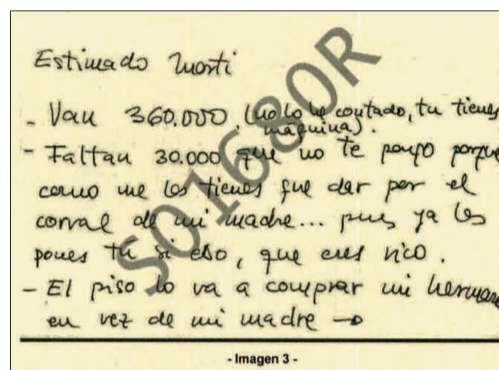 Estimado Morti
- Van 360.000. (no lo he contado, tu tienes
máquina).
- Faltan 30.000 que no te pongo porque
como me los tienes que dar por el
corral de mi madre... pues ya los
pones tu si eso, que eres rico.
- El piso lo va a comprar mi hermano
en vez de mi madre →
SO1680R
- Imagen 3 -